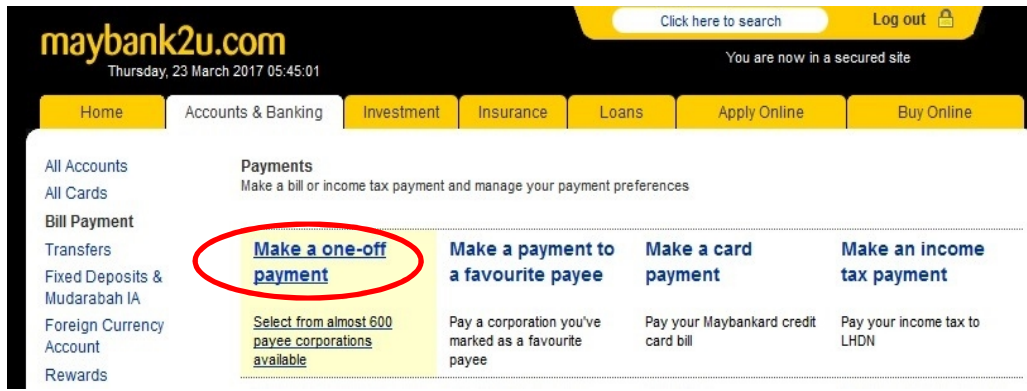 Click here to search
Log out
maybank2u.com
Thursday, 23 March 2017 05:45:01
You are now in a secured site
Home
Accounts & Banking
Investment
Insurance
Loans
Apply Online
Buy Online
All Accounts
All Cards
Bill Payment
Transfers
Fixed Deposits &
Mudarabah IA
Foreign Currency
Account
Rewards
Payments
Make a bill or income tax payment and manage your payment preferences
Make a one-off
payment
Select from almost 600
payee corporations
available
Make a payment to
a favourite payee
Pay a corporation you've
marked as a favourite
payee
Make a card
payment
Pay your Maybankard credit
card bill
Make an income
tax payment
Pay your income tax to
LHDN